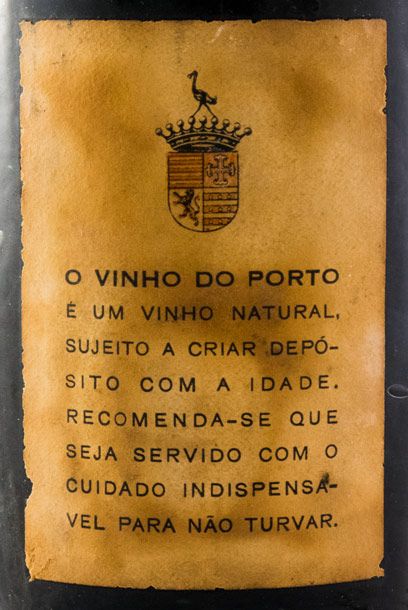 O VINHO DO PORTO
É UM VINHO NATURAL,
SUJEITO A CRIAR DEPÓ-
SITO COM A IDADE.
RECOMENDA-SE QUE
SEJA SERVIDO COM O
CUIDADO INDISPENSÁ-
VEL PARA NÃO TURVAR.